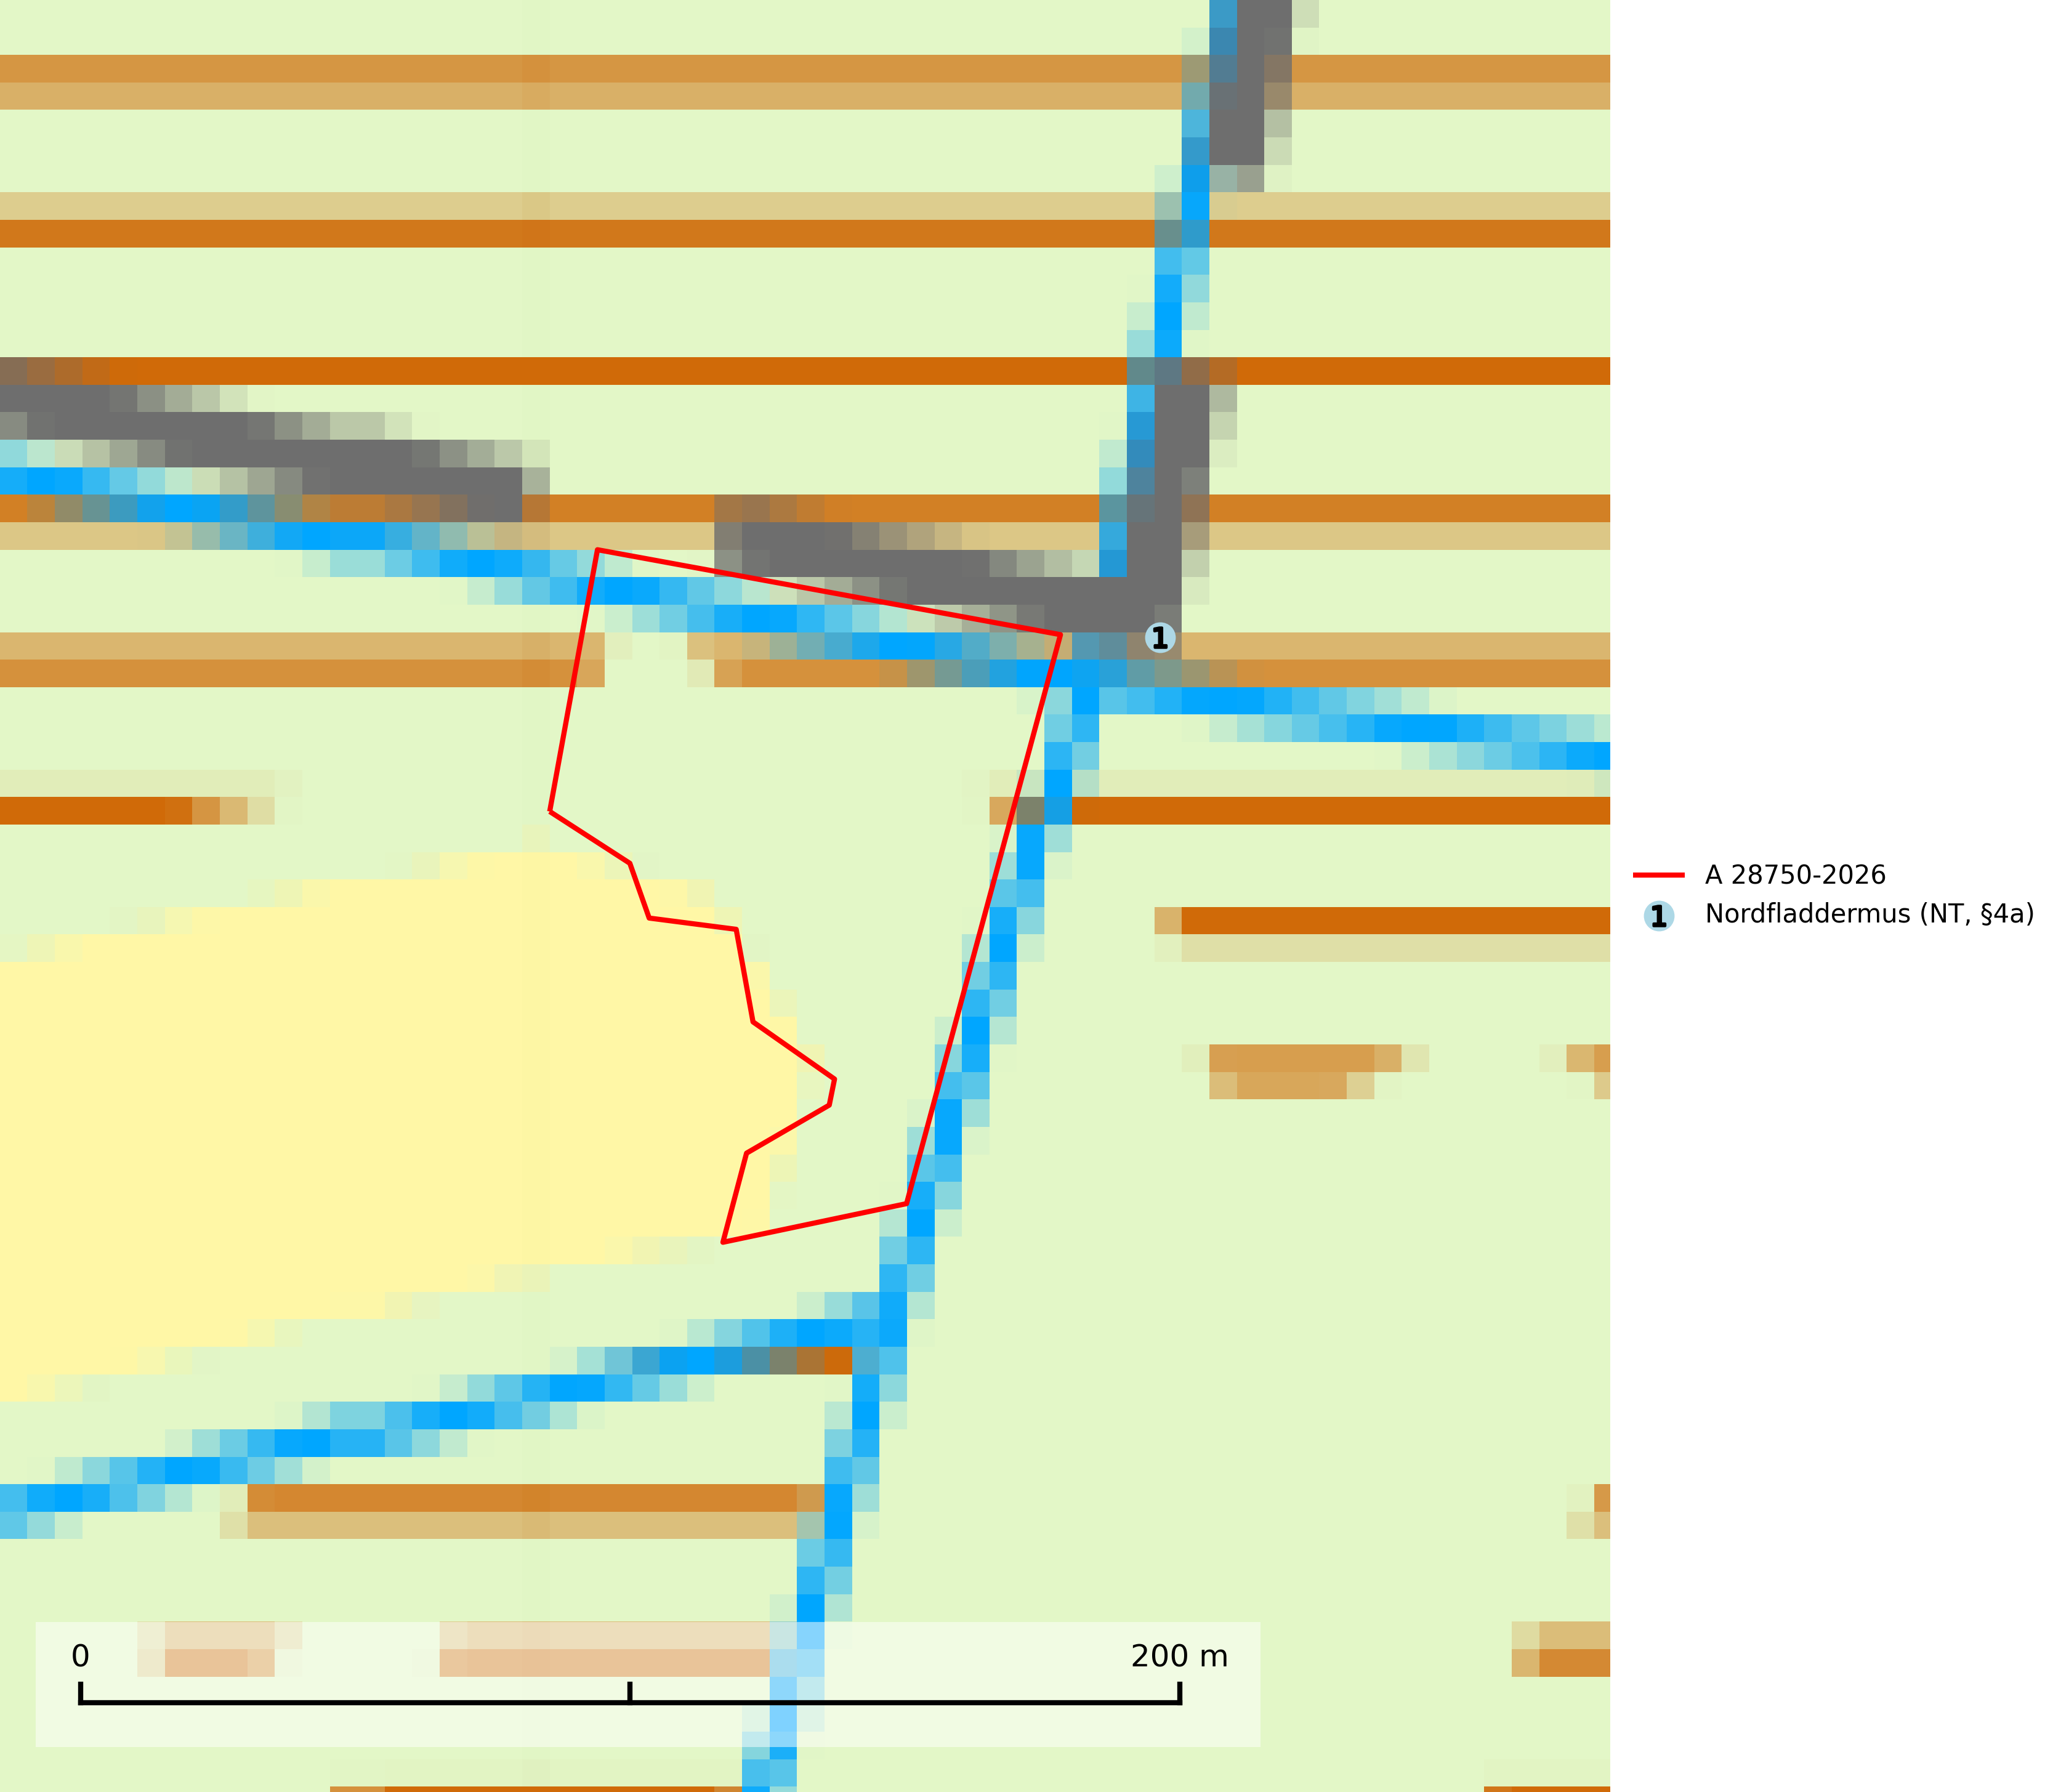 1
A 28750-2026
1 Nordfladdermus (NT, §4a)
0 200 m